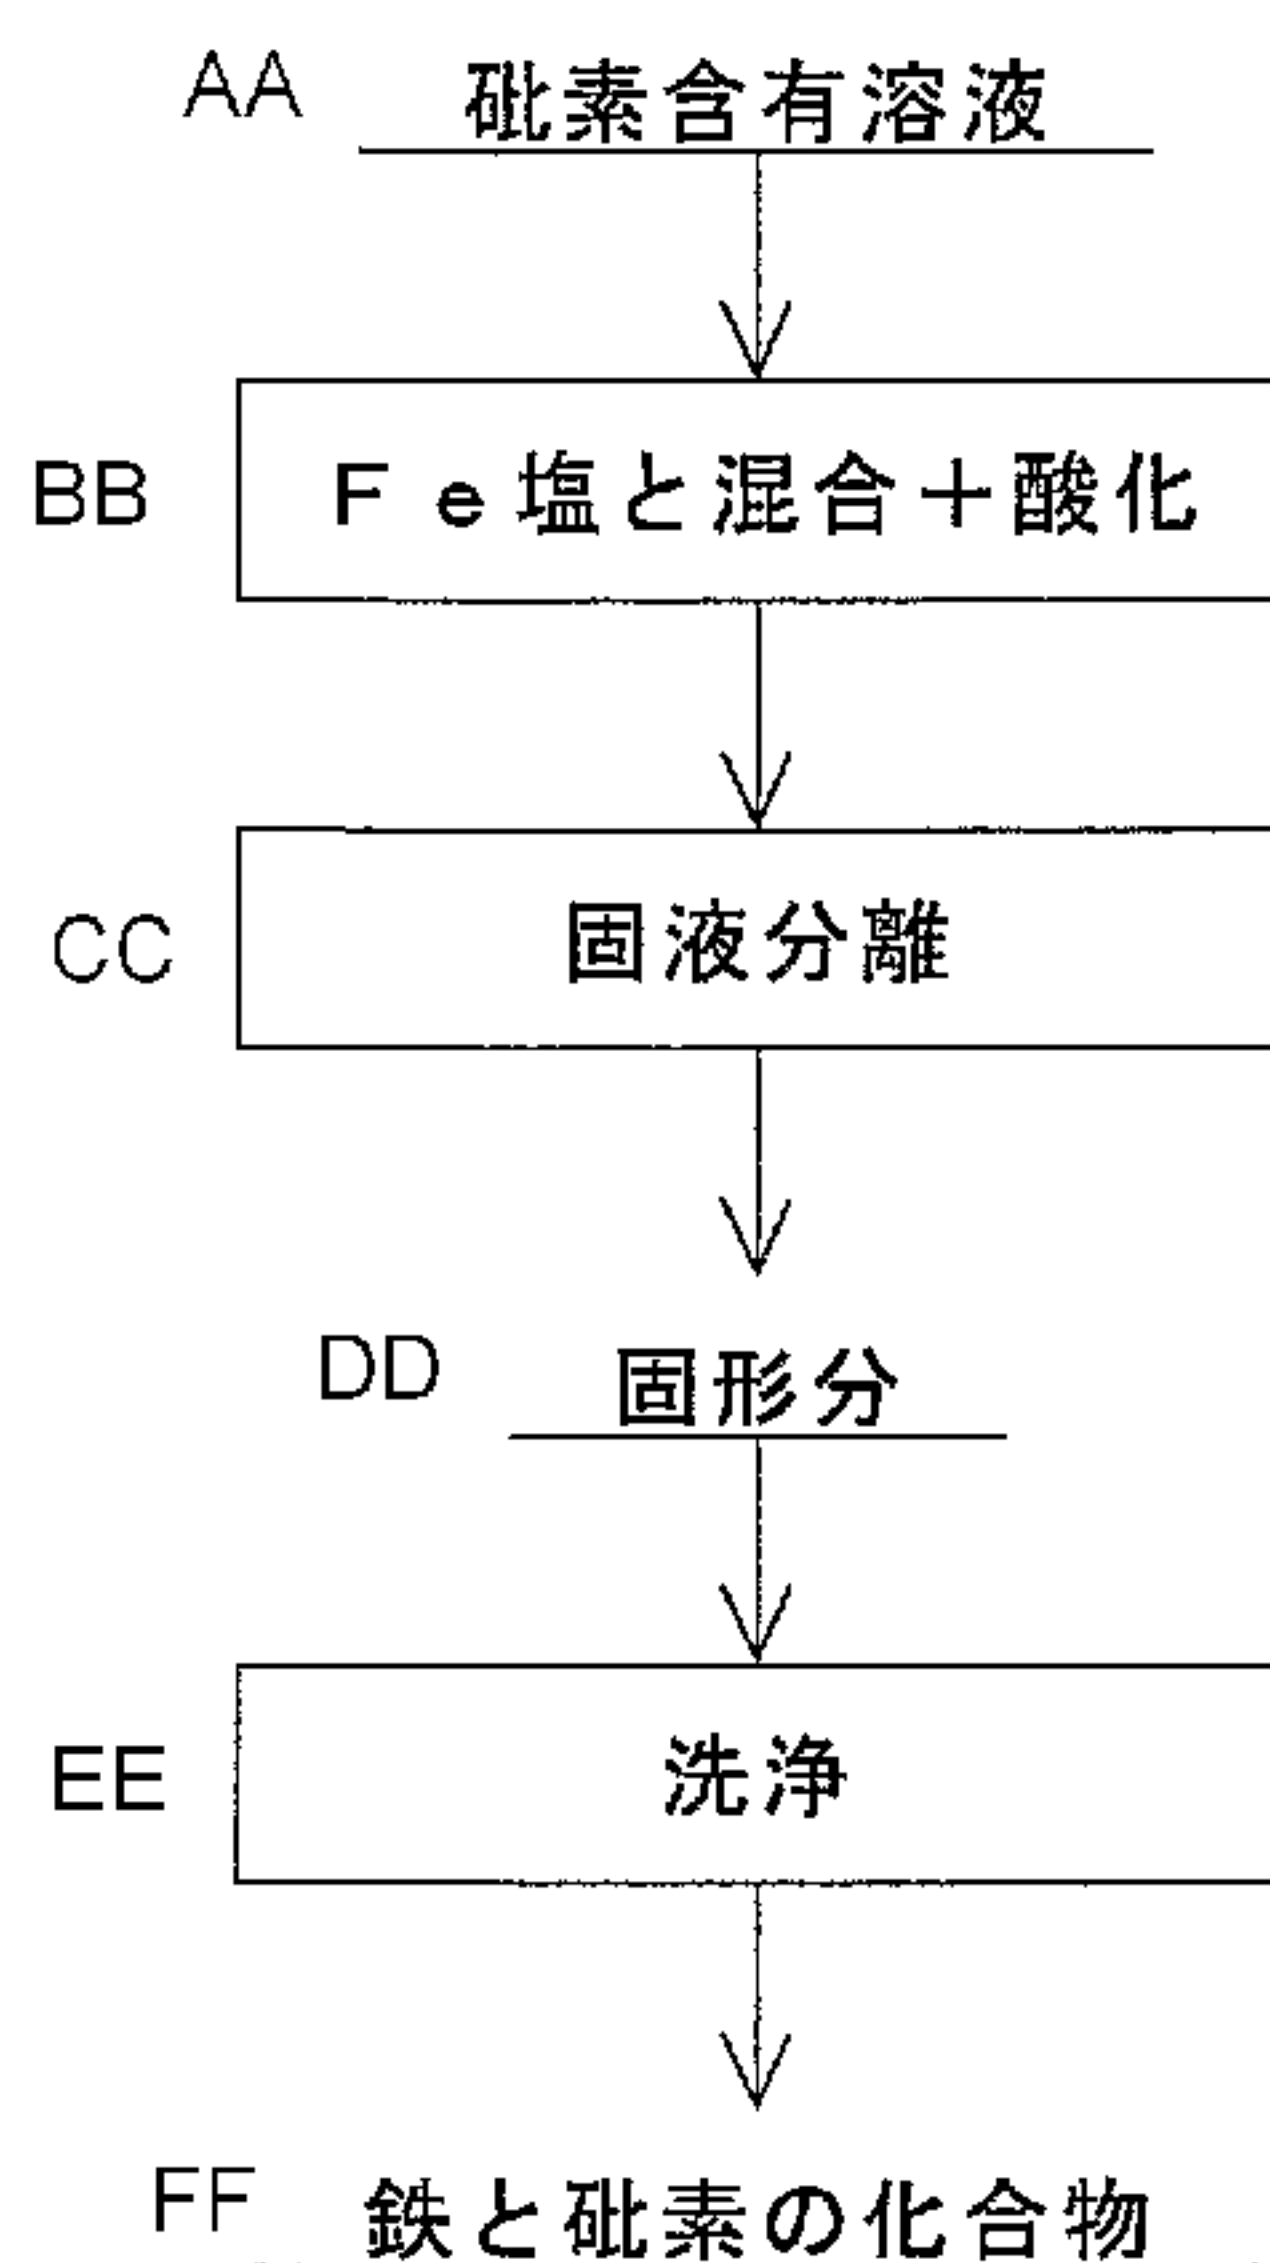 AA 砒素含有溶液
BB Fe塩と混合+酸化
CC 固液分離
DD 固形分
EE 洗浄
FF 鉄と砒素の化合物